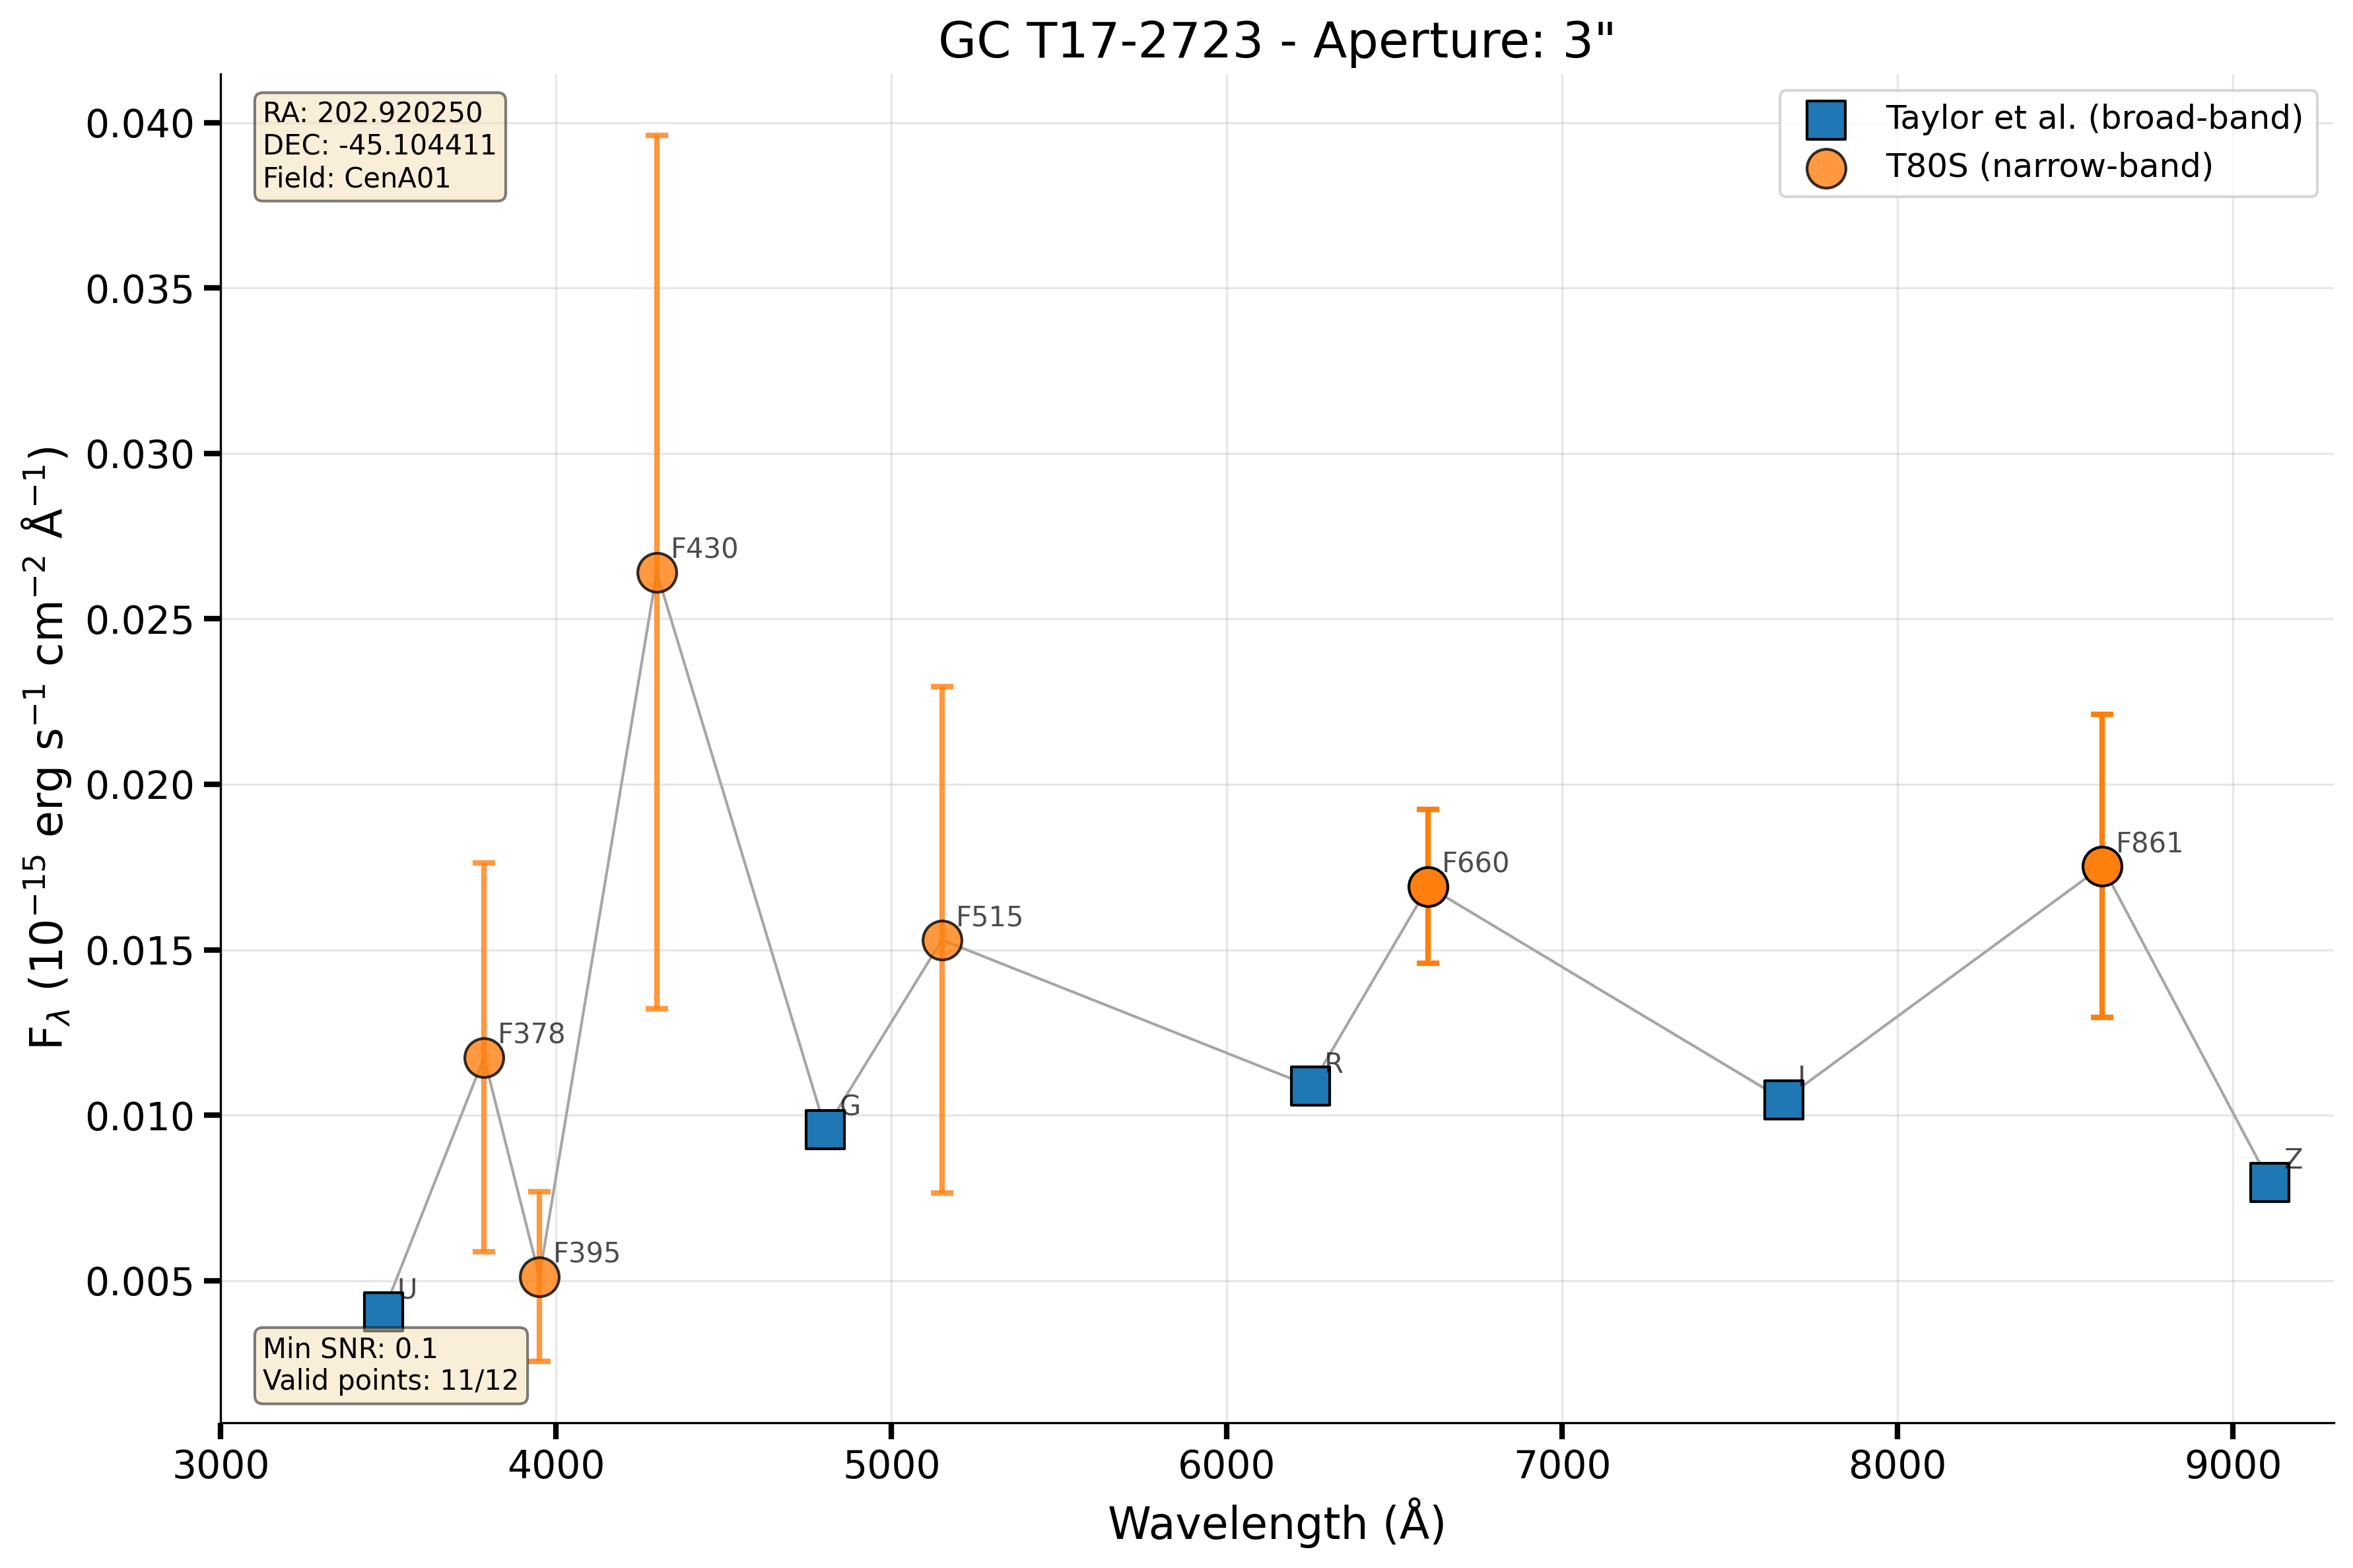 GC T17-2723 - Aperture: 3"
RA: 202.920250
DEC: -45.104411
Field: CenA01
Taylor et al. (broad-band)
T80S (narrow-band)
0.040
0.035
0.030
0.025
0.020
0.015
0.010
0.005
F_λ (10⁻¹⁵ erg s⁻¹ cm⁻² Å⁻¹)
F430
F378
F395
F515
F660
F861
U
G
R
I
Z
Min SNR: 0.1
Valid points: 11/12
3000 4000 5000 6000 7000 8000 9000
Wavelength (Å)